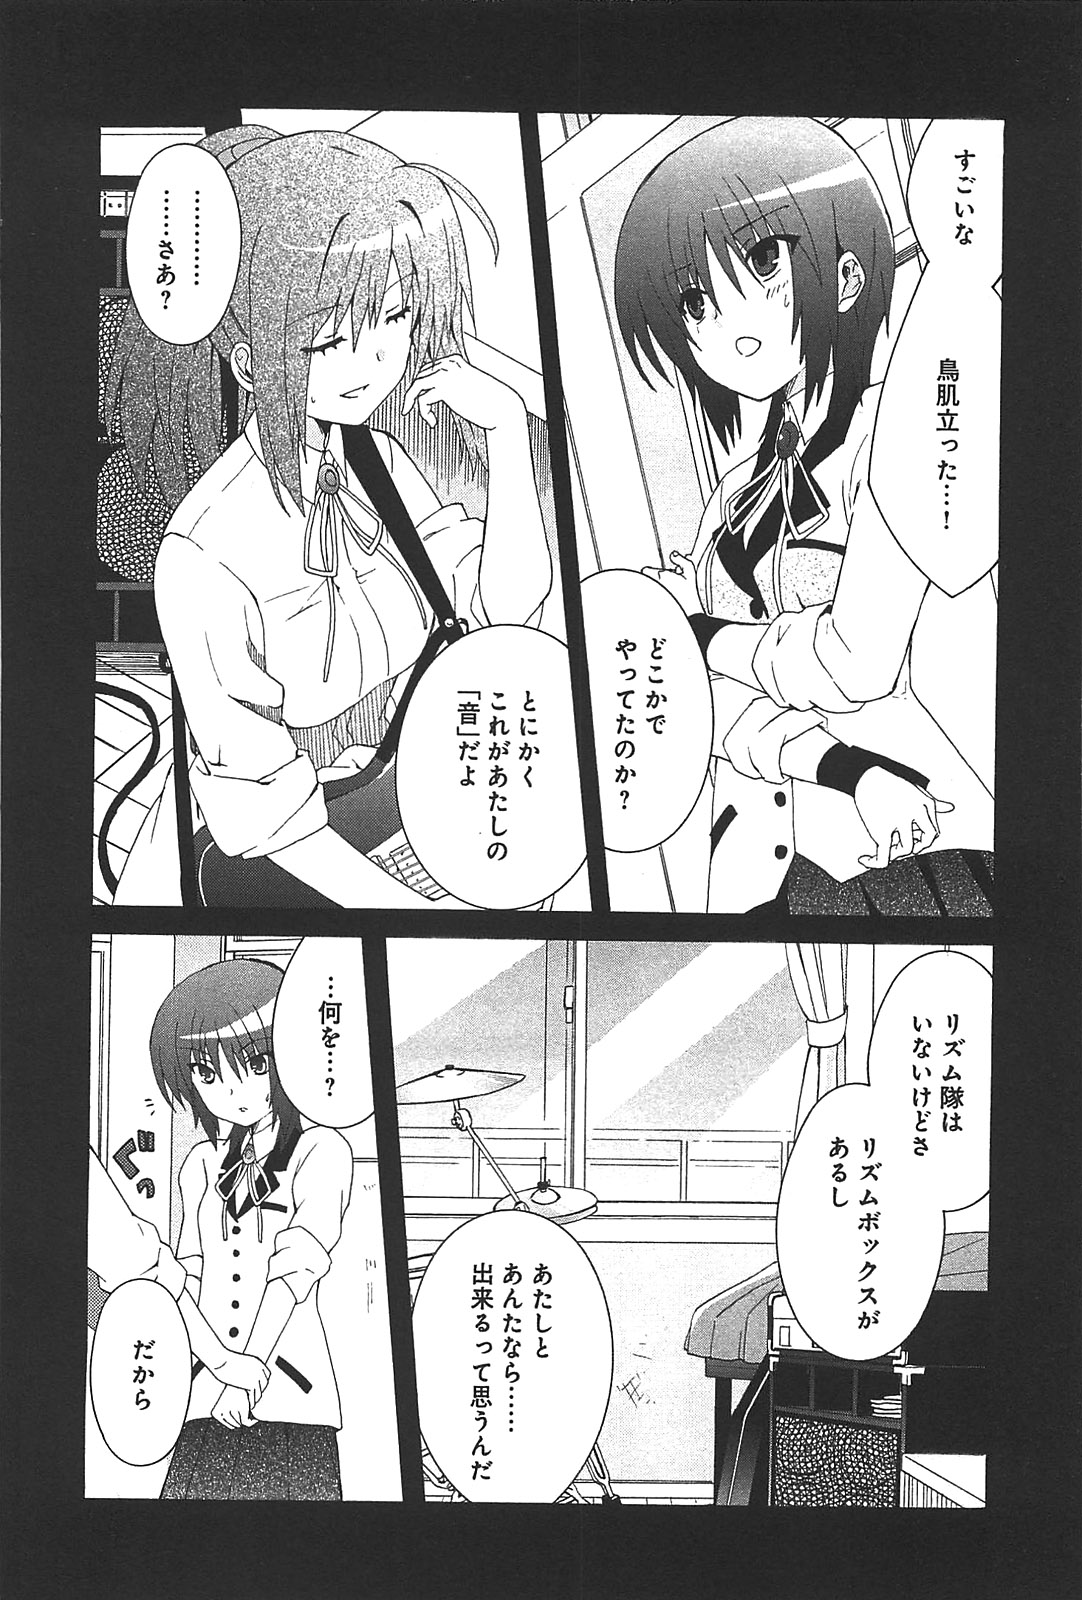 すごいな
鳥肌立った…！
どこかで
やってたのか？
…………
……さあ？
とにかく
これがあたしの
「音」だよ
リズム隊は
いないけどさ
リズムボックスが
あるし
あたしと
あんたなら……
出来るって思うんだ
…何を…？
ぐっ
だから